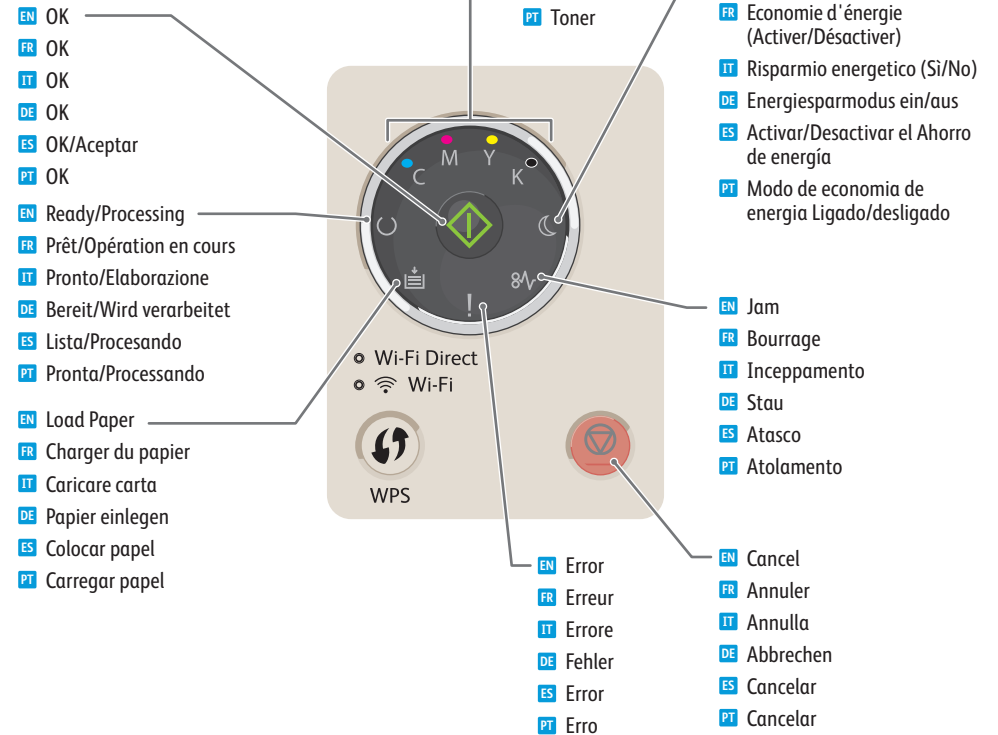 EN OK
FR OK
IT OK
DE OK
ES OK/Aceptar
PT OK
EN Ready/Processing
FR Prêt/Opération en cours
IT Pronto/Elaborazione
DE Bereit/Wird verarbeitet
ES Lista/Procesando
PT Pronta/Processando
EN Load Paper
FR Charger du papier
IT Caricare carta
DE Papier einlegen
ES Colocar papel
PT Carregar papel
PT Toner
C
M
Y
K
!
Wi-Fi Direct
Wi-Fi
WPS
EN Error
FR Erreur
IT Errore
DE Fehler
ES Error
PT Erro
FR Economie d'énergie
(Activer/Désactiver)
IT Risparmio energetico (Sì/No)
DE Energiesparmodus ein/aus
ES Activar/Desactivar el Ahorro
de energía
PT Modo de economia de
energia Ligado/desligado
EN Jam
FR Bourrage
IT Inceppamento
DE Stau
ES Atasco
PT Atolamento
EN Cancel
FR Annuler
IT Annulla
DE Abbrechen
ES Cancelar
PT Cancelar